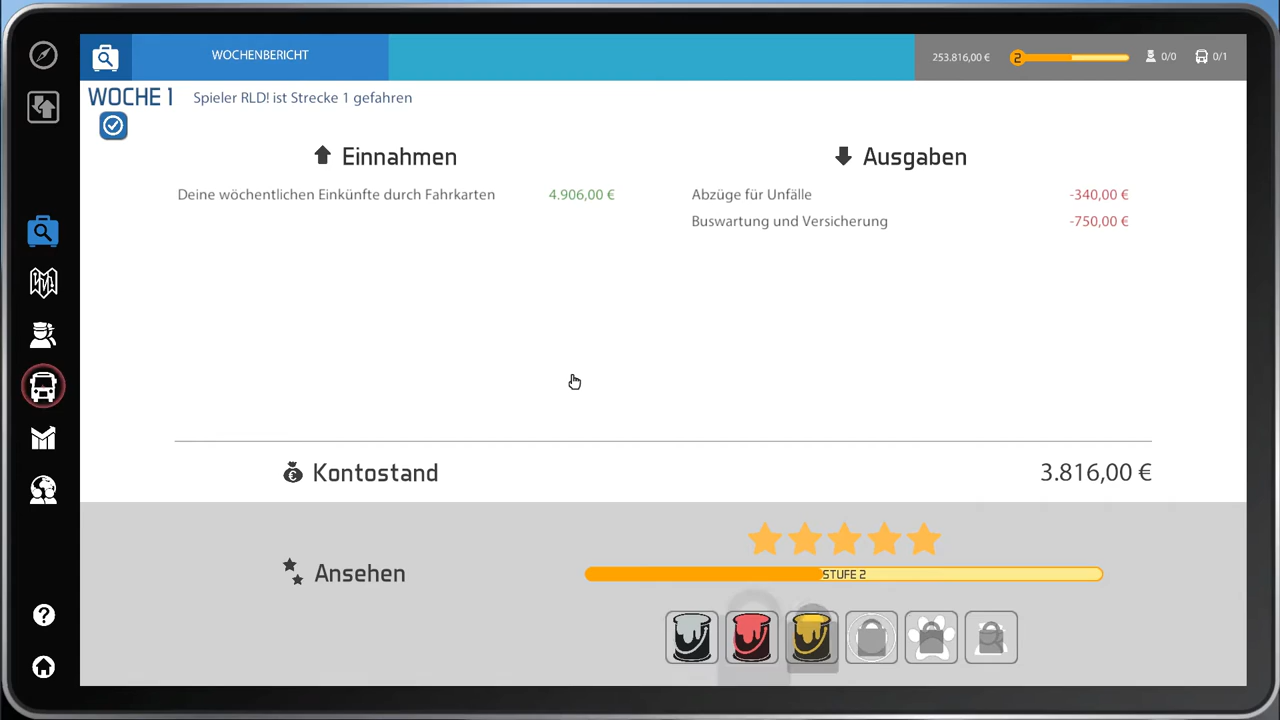 WOCHENBERICHT
253.816,00 €
2
0/0
0/1
WOCHE 1
Spieler RLD! ist Strecke 1 gefahren
Einnahmen
Ausgaben
Deine wöchentlichen Einkünfte durch Fahrkarten 4.906,00 €
Abzüge für Unfälle -340,00 €
Buswartung und Versicherung -750,00 €
Kontostand 3.816,00 €
Ansehen
STUFE 2